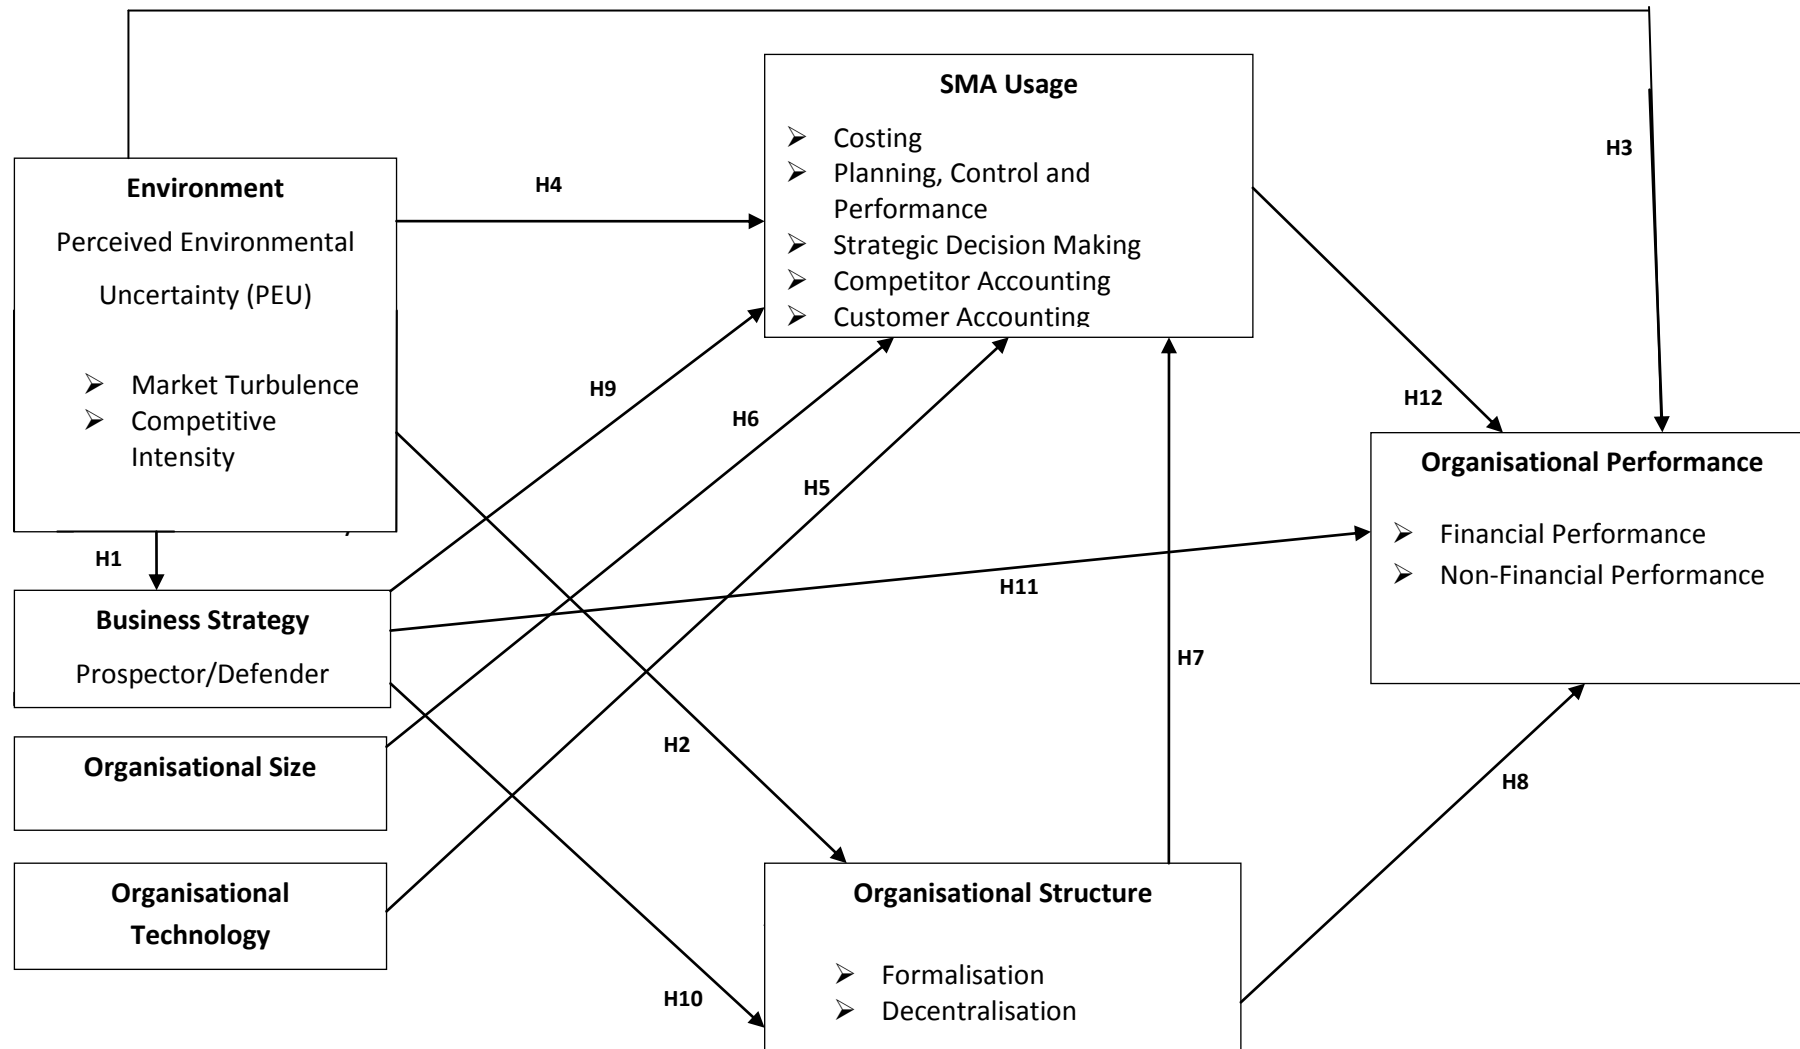 SMA Usage
➢ Costing
➢ Planning, Control and
Performance
➢ Strategic Decision Making
➢ Competitor Accounting
➢ Customer Accounting
H3
Environment
Perceived Environmental
Uncertainty (PEU)
➢ Market Turbulence
➢ Competitive
Intensity
H4
H9
H6
H5
H12
Organisational Performance
➢ Financial Performance
➢ Non-Financial Performance
H1
Business Strategy
Prospector/Defender
H11
H7
H2
H8
Organisational Size
Organisational
Technology
H10
Organisational Structure
➢ Formalisation
➢ Decentralisation